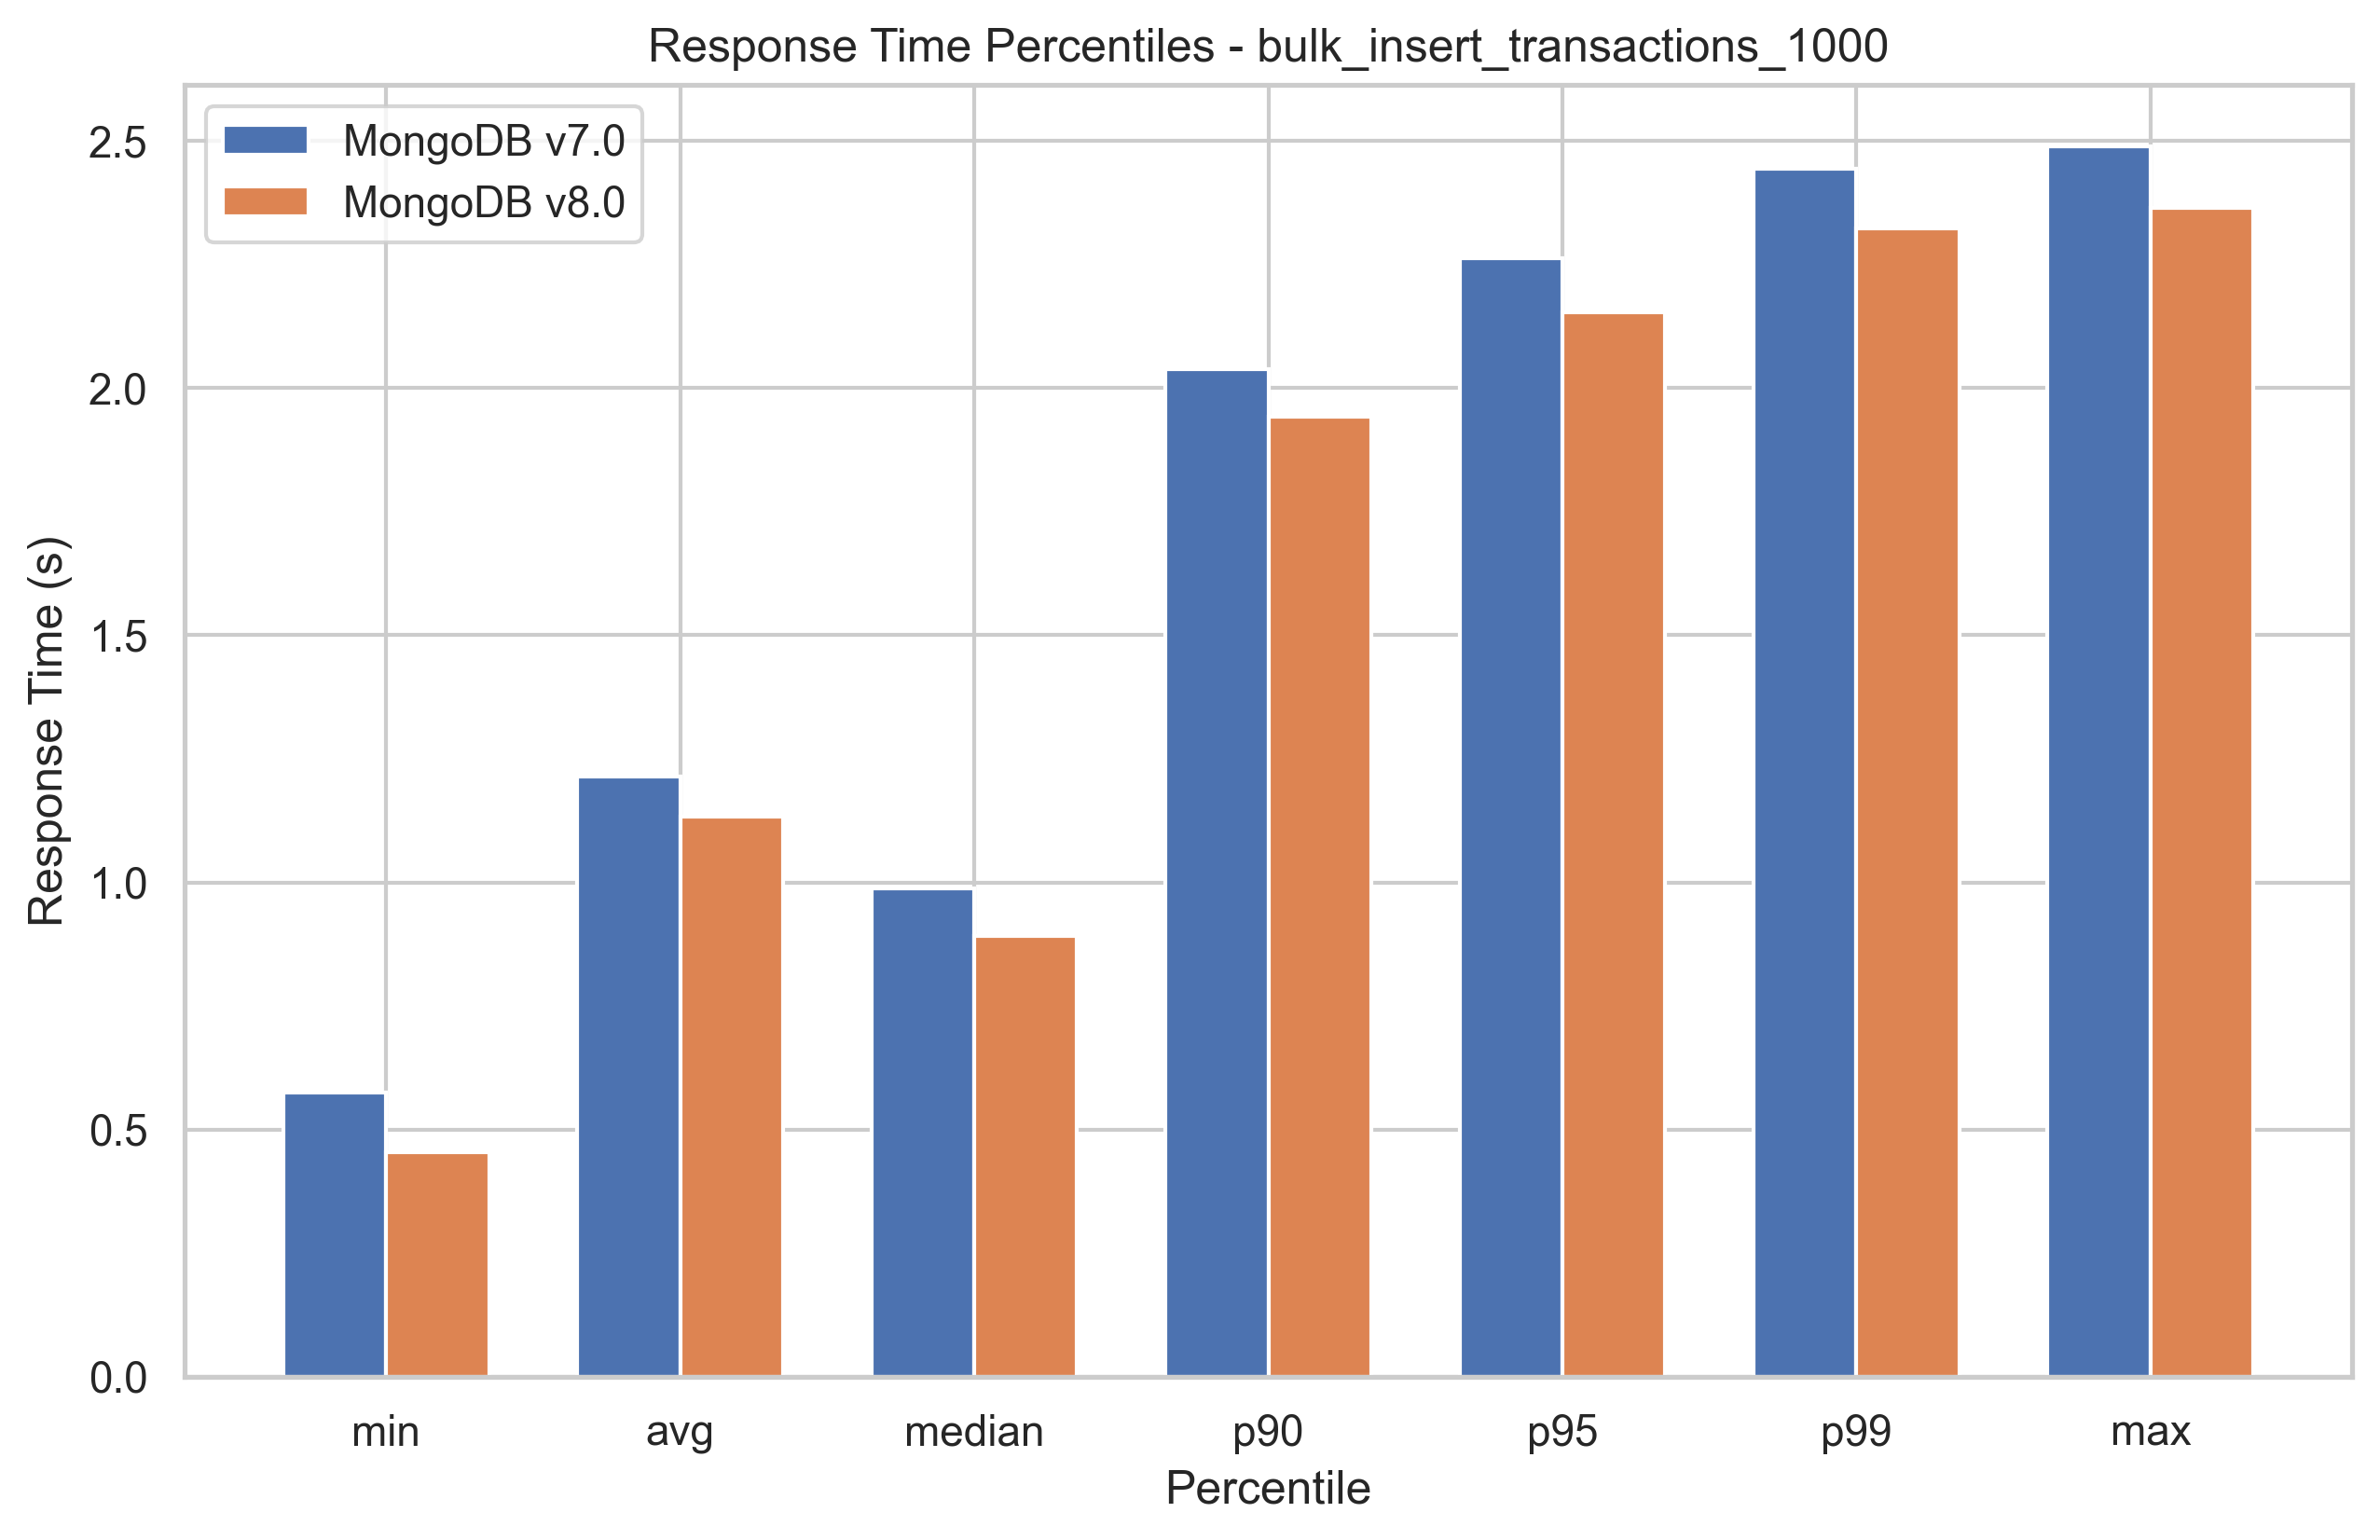 Response Time Percentiles - bulk_insert_transactions_1000
MongoDB v7.0
MongoDB v8.0
Response Time (s)
2.5
2.0
1.5
1.0
0.5
0.0
min avg median p90 p95 p99 max
Percentile